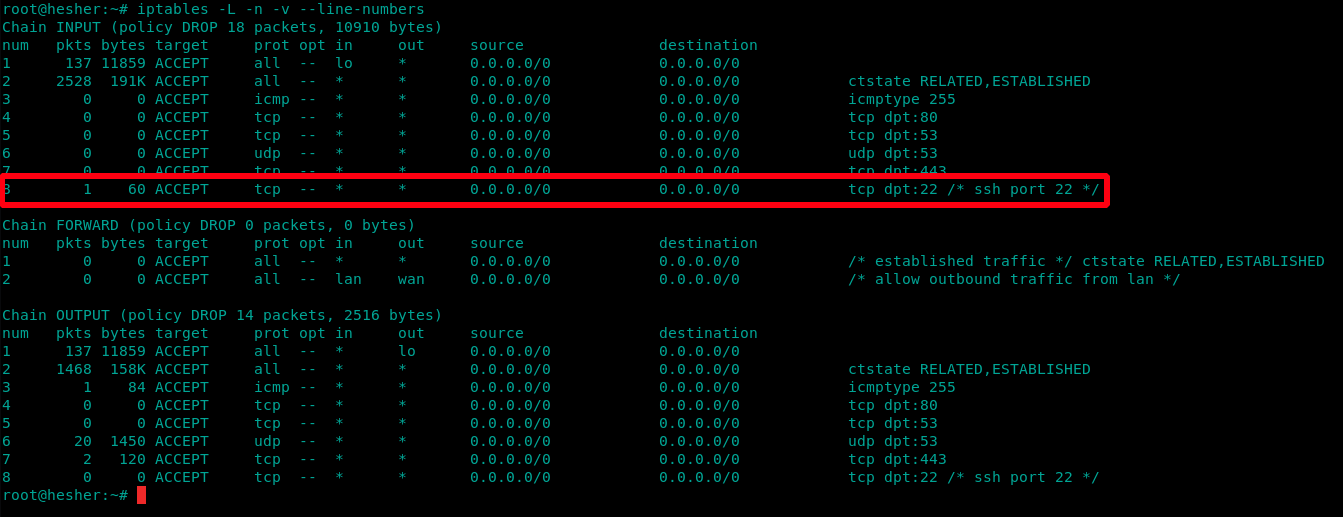 root@hesher:~# iptables -L -n -v --line-numbers
Chain INPUT (policy DROP 18 packets, 10910 bytes)
num   pkts bytes target     prot opt in     out     source               destination
1      137 11859 ACCEPT     all  --  lo     *       0.0.0.0/0            0.0.0.0/0
2     2528  191K ACCEPT     all  --  *      *       0.0.0.0/0            0.0.0.0/0            ctstate RELATED,ESTABLISHED
3        0     0 ACCEPT     icmp --  *      *       0.0.0.0/0            0.0.0.0/0            icmptype 255
4        0     0 ACCEPT     tcp  --  *      *       0.0.0.0/0            0.0.0.0/0            tcp dpt:80
5        0     0 ACCEPT     tcp  --  *      *       0.0.0.0/0            0.0.0.0/0            tcp dpt:53
6        0     0 ACCEPT     udp  --  *      *       0.0.0.0/0            0.0.0.0/0            udp dpt:53
7        0     0 ACCEPT     tcp  --  *      *       0.0.0.0/0            0.0.0.0/0            tcp dpt:443
8        1    60 ACCEPT     tcp  --  *      *       0.0.0.0/0            0.0.0.0/0            tcp dpt:22 /* ssh port 22 */
Chain FORWARD (policy DROP 0 packets, 0 bytes)
num   pkts bytes target     prot opt in     out     source               destination
1        0     0 ACCEPT     all  --  *      *       0.0.0.0/0            0.0.0.0/0            /* established traffic */ ctstate RELATED,ESTABLISHED
2        0     0 ACCEPT     all  --  lan    wan     0.0.0.0/0            0.0.0.0/0            /* allow outbound traffic from lan */
Chain OUTPUT (policy DROP 14 packets, 2516 bytes)
num   pkts bytes target     prot opt in     out     source               destination
1      137 11859 ACCEPT     all  --  *      lo      0.0.0.0/0            0.0.0.0/0
2     1468  158K ACCEPT     all  --  *      *       0.0.0.0/0            0.0.0.0/0            ctstate RELATED,ESTABLISHED
3        1    84 ACCEPT     icmp --  *      *       0.0.0.0/0            0.0.0.0/0            icmptype 255
4        0     0 ACCEPT     tcp  --  *      *       0.0.0.0/0            0.0.0.0/0            tcp dpt:80
5        0     0 ACCEPT     tcp  --  *      *       0.0.0.0/0            0.0.0.0/0            tcp dpt:53
6       20  1450 ACCEPT     udp  --  *      *       0.0.0.0/0            0.0.0.0/0            udp dpt:53
7        2   120 ACCEPT     tcp  --  *      *       0.0.0.0/0            0.0.0.0/0            tcp dpt:443
8        0     0 ACCEPT     tcp  --  *      *       0.0.0.0/0            0.0.0.0/0            tcp dpt:22 /* ssh port 22 */
root@hesher:~#